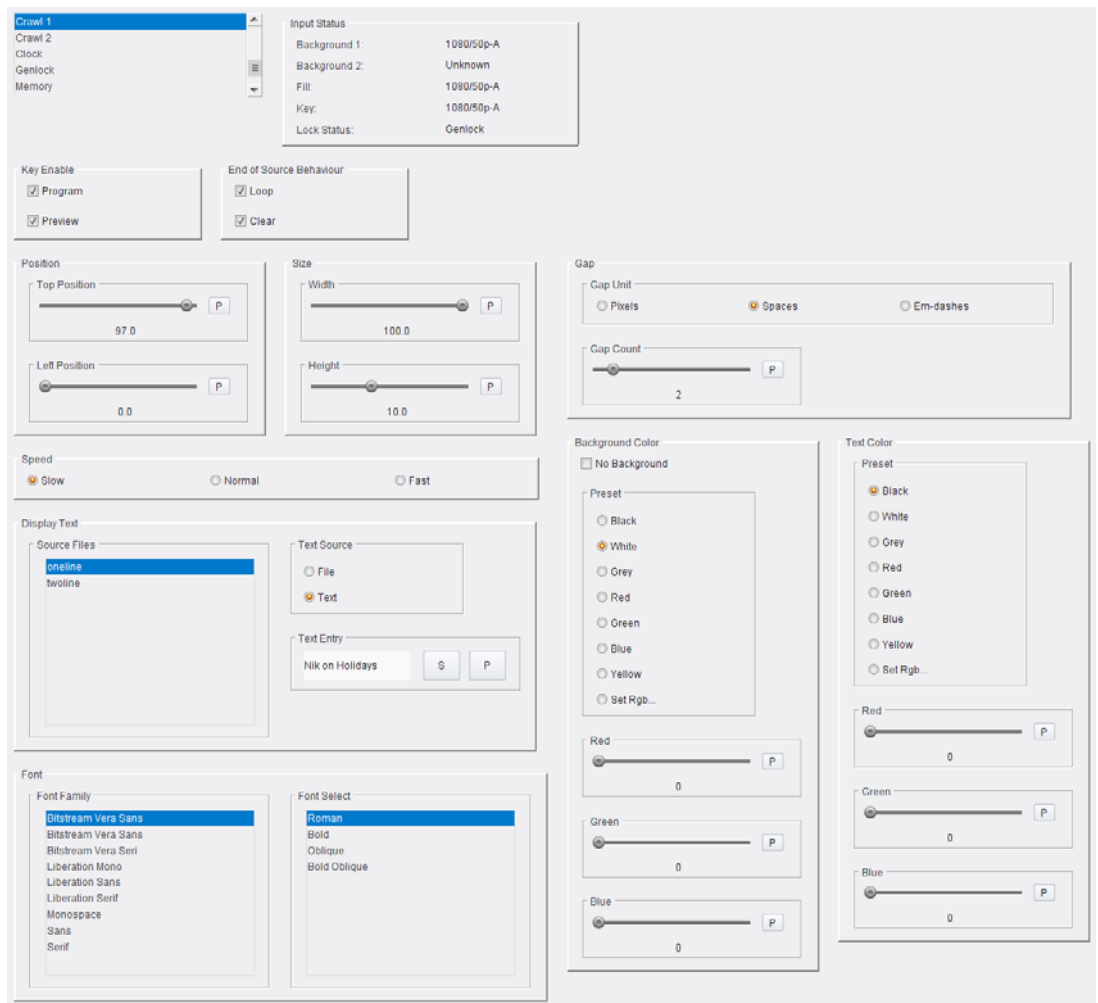 Crawl 1
Crawl 2
Clock
Genlock
Memory
Input Status
Background 1: 1080/50p-A
Background 2: Unknown
Fill: 1080/50p-A
Key: 1080/50p-A
Lock Status: Genlock
Key Enable
Program
Preview
End of Source Behaviour
Loop
Clear
Position
Top Position
P
97.0
Left Position
P
0.0
Size
Width
P
100.0
Height
P
10.0
Gap
Gap Unit
Pixels Spaces Em-dashes
Gap Count
P
2
Speed
Slow Normal Fast
Display Text
Source Files
oneline
twoline
Text Source
File
Text
Text Entry
Nik on Holidays S P
Font
Font Family
Bitstream Vera Sans
Bitstream Vera Sans
Bitstream Vera Seri
Liberation Mono
Liberation Sans
Liberation Serif
Monospace
Sans
Serif
Font Select
Roman
Bold
Oblique
Bold Oblique
Background Color
No Background
Preset
Black
White
Grey
Red
Green
Blue
Yellow
Set Rgb...
Red
P
0
Green
P
0
Blue
P
0
Text Color
Preset
Black
White
Grey
Red
Green
Blue
Yellow
Set Rgb...
Red
P
0
Green
P
0
Blue
P
0